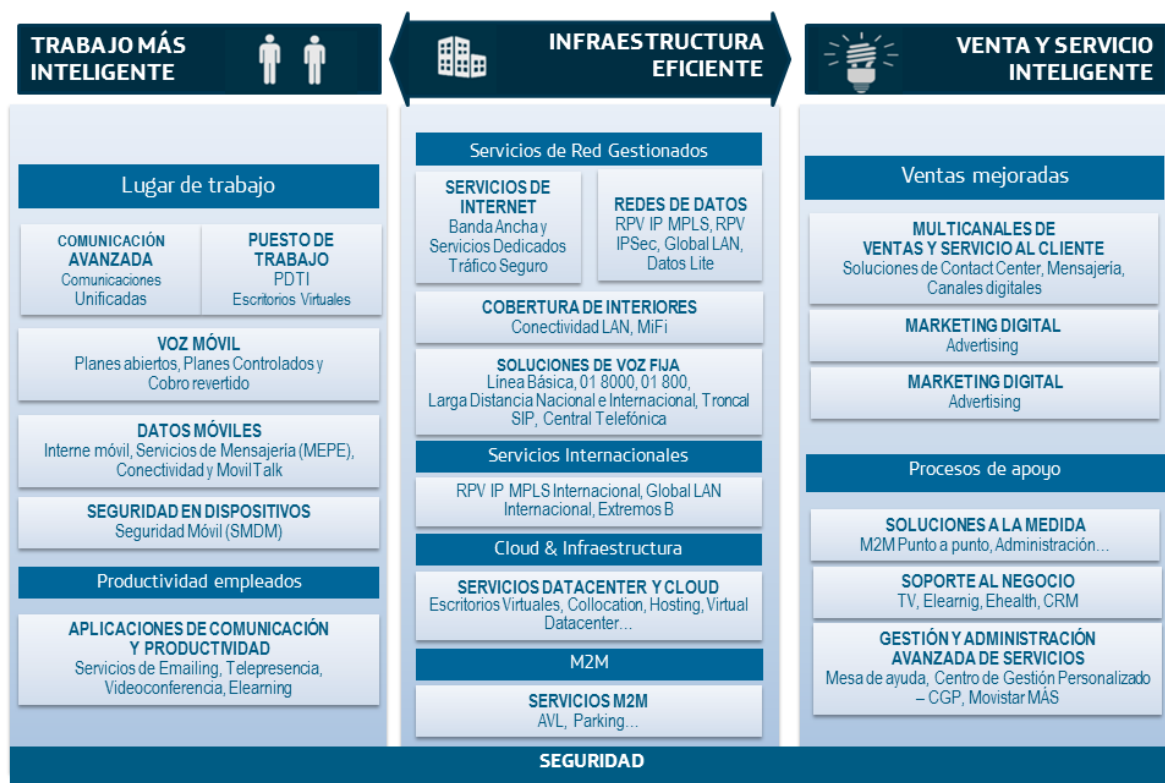 TRABAJO MÁS
INTELIGENTE
Lugar de trabajo
COMUNICACIÓN
AVANZADA
Comunicaciones
Unificadas
PUESTO DE
TRABAJO
PDTI
Escritorios Virtuales
VOZ MÓVIL
Planes abiertos, Planes Controlados y
Cobro revertido
DATOS MÓVILES
Interne móvil, Servicios de Mensajería (MEPE),
Conectividad y MovilTalk
SEGURIDAD EN DISPOSITIVOS
Seguridad Móvil (SMDM)
Productividad empleados
APLICACIONES DE COMUNICACIÓN
Y PRODUCTIVIDAD
Servicios de Emailing, Telepresencia,
Videoconferencia, Elearning
INFRAESTRUCTURA
EFICIENTE
Servicios de Red Gestionados
SERVICIOS DE
INTERNET
Banda Ancha y
Servicios Dedicados
Tráfico Seguro
REDES DE DATOS
RPV IP MPLS, RPV
IPSec, Global LAN,
Datos Lite
COBERTURA DE INTERIORES
Conectividad LAN, MiFi
SOLUCIONES DE VOZ FIJA
Línea Básica, 01 8000, 01 800,
Larga Distancia Nacional e Internacional, Troncal
SIP, Central Telefónica
Servicios Internacionales
RPV IP MPLS Internacional, Global LAN
Internacional, Extremos B
Cloud & Infraestructura
SERVICIOS DATACENTER Y CLOUD
Escritorios Virtuales, Collocation, Hosting, Virtual
Datacenter...
M2M
SERVICIOS M2M
AVL, Parking...
VENTA Y SERVICIO
INTELIGENTE
Ventas mejoradas
MULTICANALES DE
VENTAS Y SERVICIO AL CLIENTE
Soluciones de Contact Center, Mensajería,
Canales digitales
MARKETING DIGITAL
Advertising
MARKETING DIGITAL
Advertising
Procesos de apoyo
SOLUCIONES A LA MEDIDA
M2M Punto a punto, Administración...
SOPORTE AL NEGOCIO
TV, Elearnig, Ehealth, CRM
GESTIÓN Y ADMINISTRACIÓN
AVANZADA DE SERVICIOS
Mesa de ayuda, Centro de Gestión Personalizado
– CGP, Movistar MÁS
SEGURIDAD